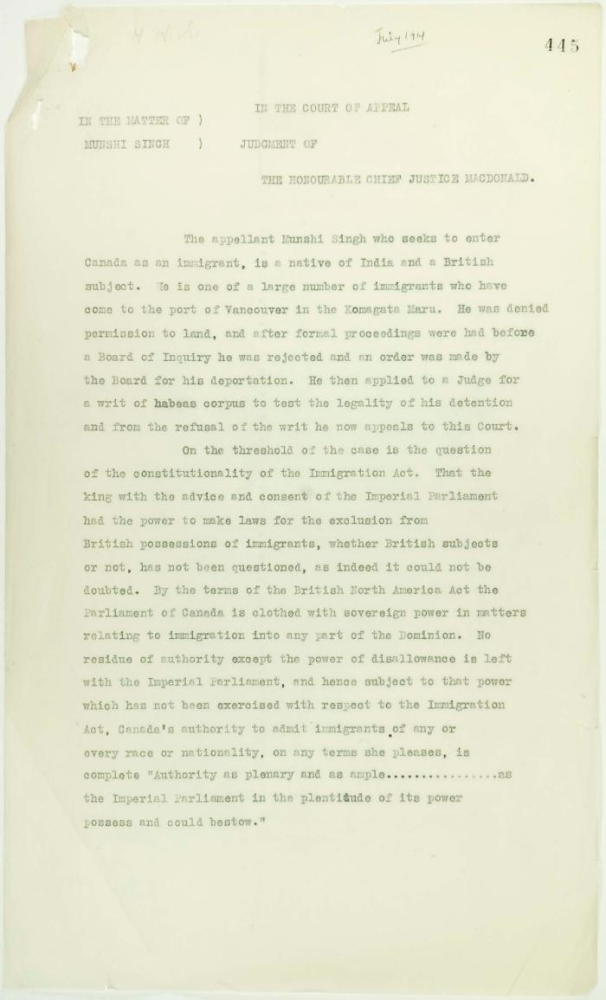 July 1914
445
IN THE COURT OF APPEAL
IN THE MATTER OF )
MUNSHI SINGH ) JUDGMENT OF
THE HONOURABLE CHIEF JUSTICE MACDONALD.
The appellant Munshi Singh who seeks to enter
Canada as an immigrant, is a native of India and a British
subject. He is one of a large number of immigrants who have
come to the port of Vancouver in the Komagata Maru. He was denied
permission to land, and after formal proceedings were had before
a Board of Inquiry he was rejected and an order was made by
the Board for his deportation. He then applied to a Judge for
a writ of habeas corpus to test the legality of his detention
and from the refusal of the writ he now appeals to this Court.
On the threshold of the case is the question
of the constitutionality of the Immigration Act. That the
king with the advice and consent of the Imperial Parliament
had the power to make laws for the exclusion from
British possessions of immigrants, whether British subjects
or not, has not been questioned, as indeed it could not be
doubted. By the terms of the British North America Act the
Parliament of Canada is clothed with sovereign power in matters
relating to immigration into any part of the Dominion. No
residue of authority except the power of disallowance is left
with the Imperial Parliament, and hence subject to that power
which has not been exercised with respect to the Immigration
Act, Canada's authority to admit immigrants of any or
every race or nationality, on any terms she pleases, is
complete "Authority as plenary and as ample................as
the Imperial Parliament in the plentitude of its power
possess and could bestow."